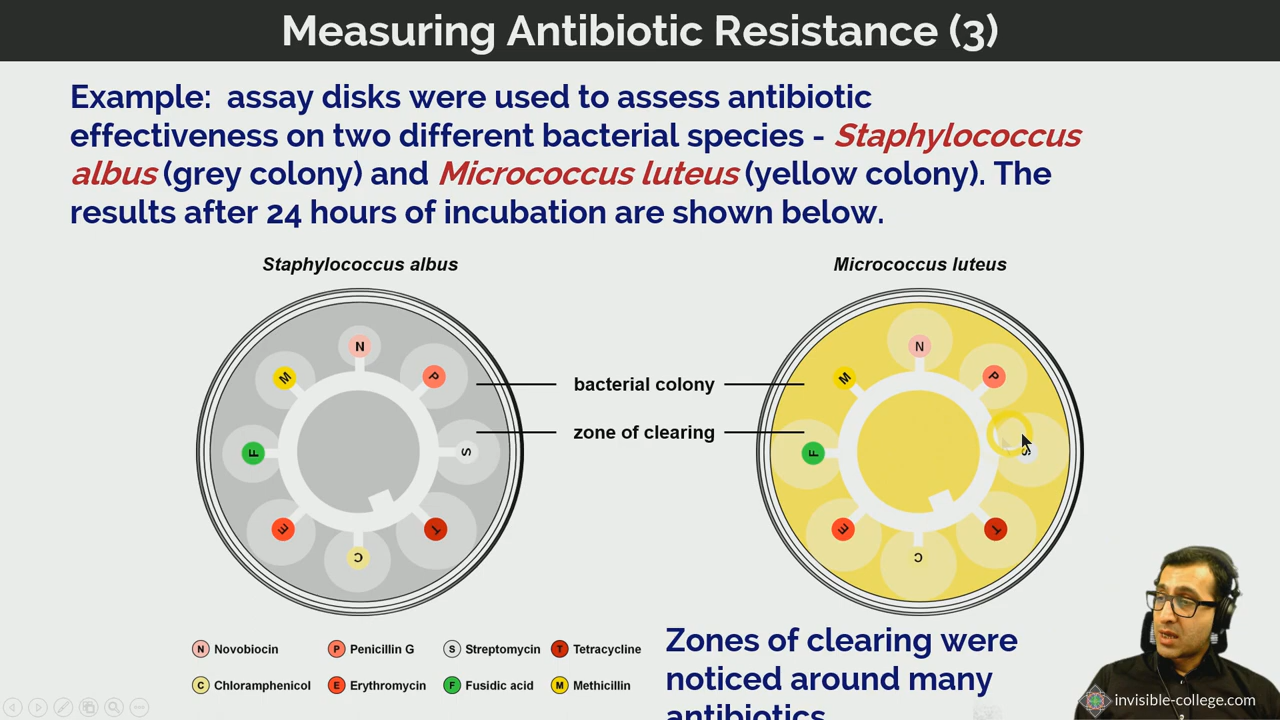 Measuring Antibiotic Resistance (3)
Example: assay disks were used to assess antibiotic
effectiveness on two different bacterial species - Staphylococcus
albus (grey colony) and Micrococcus luteus (yellow colony). The
results after 24 hours of incubation are shown below.
Staphylococcus albus
Micrococcus luteus
N
P
S
T
C
E
F
M
bacterial colony
zone of clearing
N
P
S
T
C
E
F
M
N Novobiocin
P Penicillin G
S Streptomycin
T Tetracycline
C Chloramphenicol
E Erythromycin
F Fusidic acid
M Methicillin
Zones of clearing were
noticed around many
antibiotics
invisible-college.com